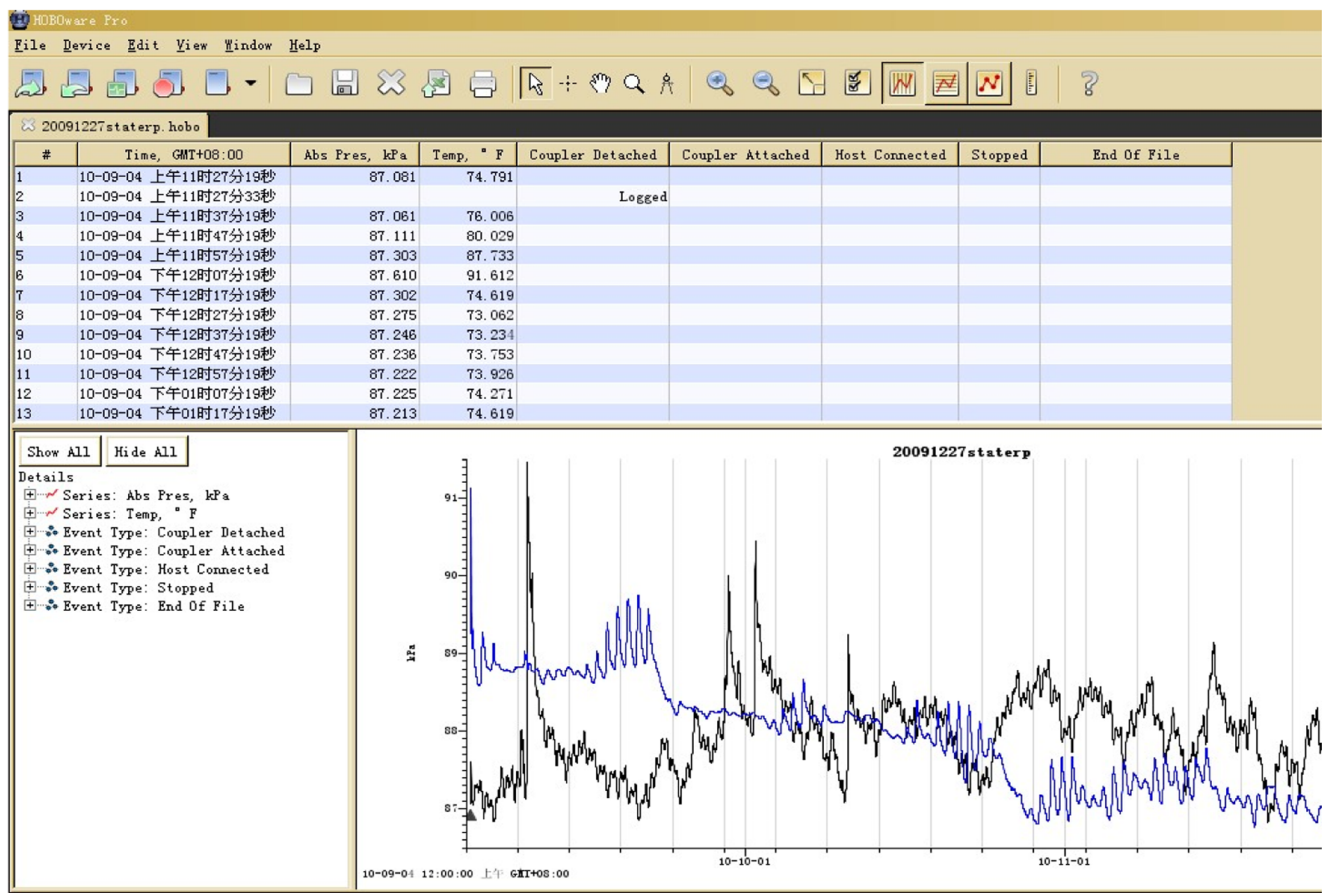 HOBOware Pro
File Device Edit View Window Help
20091227staterp.hobo
# Time, GMT+08:00 Abs Pres, kPa Temp, ° F Coupler Detached Coupler Attached Host Connected Stopped End Of File
1 10-09-04 上午11时27分19秒 87.081 74.791
2 10-09-04 上午11时27分33秒 Logged
3 10-09-04 上午11时37分19秒 87.061 76.006
4 10-09-04 上午11时47分19秒 87.111 80.029
5 10-09-04 上午11时57分19秒 87.303 87.733
6 10-09-04 下午12时07分19秒 87.610 91.612
7 10-09-04 下午12时17分19秒 87.302 74.619
8 10-09-04 下午12时27分19秒 87.275 73.062
9 10-09-04 下午12时37分19秒 87.246 73.234
10 10-09-04 下午12时47分19秒 87.236 73.753
11 10-09-04 下午12时57分19秒 87.222 73.926
12 10-09-04 下午01时07分19秒 87.225 74.271
13 10-09-04 下午01时17分19秒 87.213 74.619
Show All Hide All
Details
Series: Abs Pres, kPa
Series: Temp, ° F
Event Type: Coupler Detached
Event Type: Coupler Attached
Event Type: Host Connected
Event Type: Stopped
Event Type: End Of File
20091227staterp
91
90
89
88
87
kPa
10-10-01 10-11-01
10-09-04 12:00:00 上午 GMT+08:00